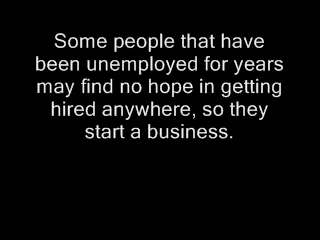 Some people that have
been unemployed for years
may find no hope in getting
hired anywhere, so they
start a business.